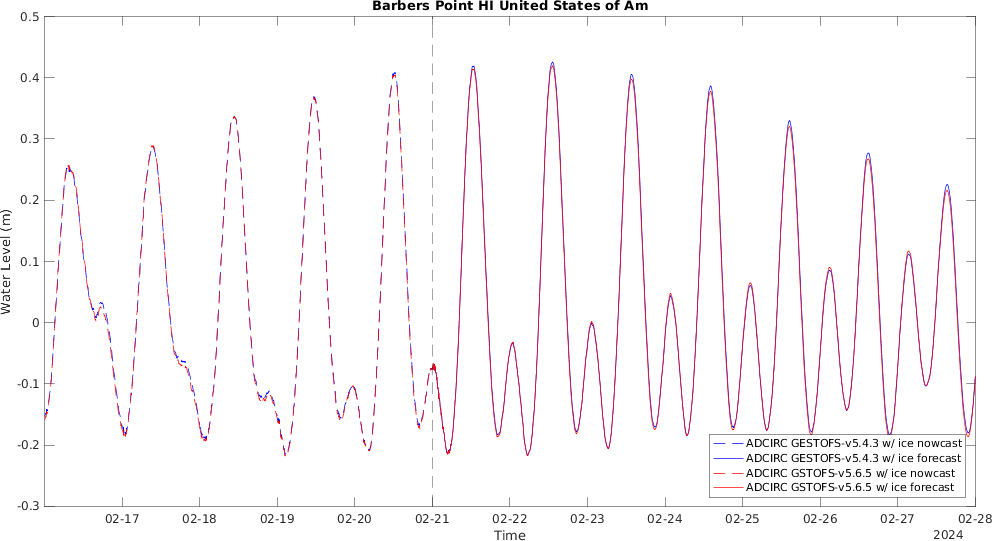 Barbers Point HI United States of Am
0.5
0.4
0.3
0.2
0.1
0
-0.1
-0.2
-0.3
Water Level (m)
ADCIRC GESTOFS-v5.4.3 w/ ice nowcast
ADCIRC GESTOFS-v5.4.3 w/ ice forecast
ADCIRC GSTOFS-v5.6.5 w/ ice nowcast
ADCIRC GSTOFS-v5.6.5 w/ ice forecast
02-17 02-18 02-19 02-20 02-21 02-22 02-23 02-24 02-25 02-26 02-27 02-28
Time
2024